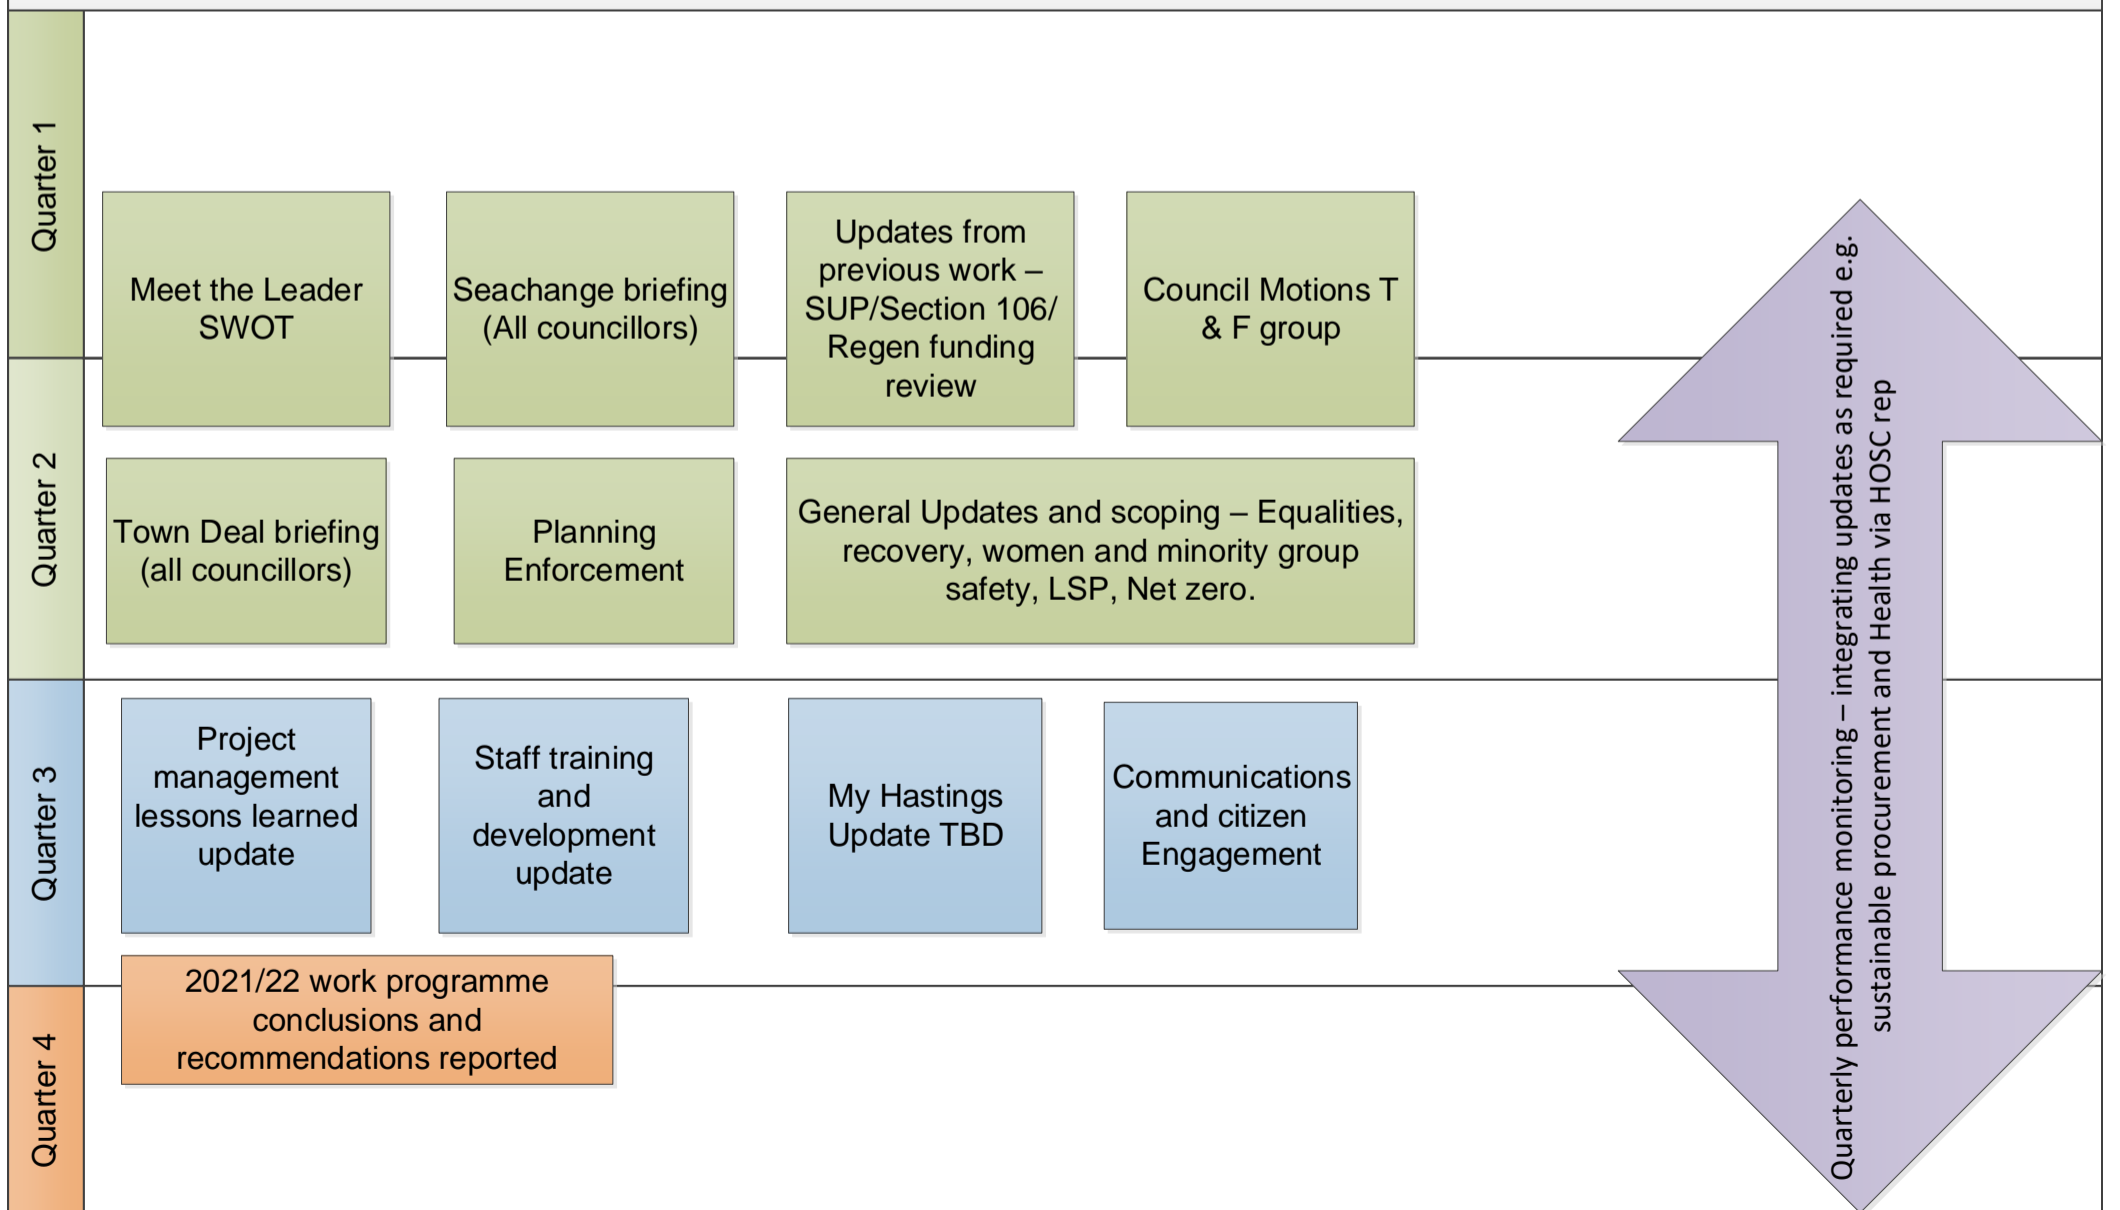 Quarter 1
Meet the Leader
SWOT
Seachange briefing
(All councillors)
Updates from
previous work –
SUP/Section 106/
Regen funding
review
Council Motions T
& F group
Quarter 2
Town Deal briefing
(all councillors)
Planning
Enforcement
General Updates and scoping – Equalities,
recovery, women and minority group
safety, LSP, Net zero.
Quarter 3
Project
management
lessons learned
update
Staff training
and
development
update
My Hastings
Update TBD
Communications
and citizen
Engagement
Quarter 4
2021/22 work programme
conclusions and
recommendations reported
Quarterly performance monitoring – integrating updates as required e.g.
sustainable procurement and Health via HOSC rep